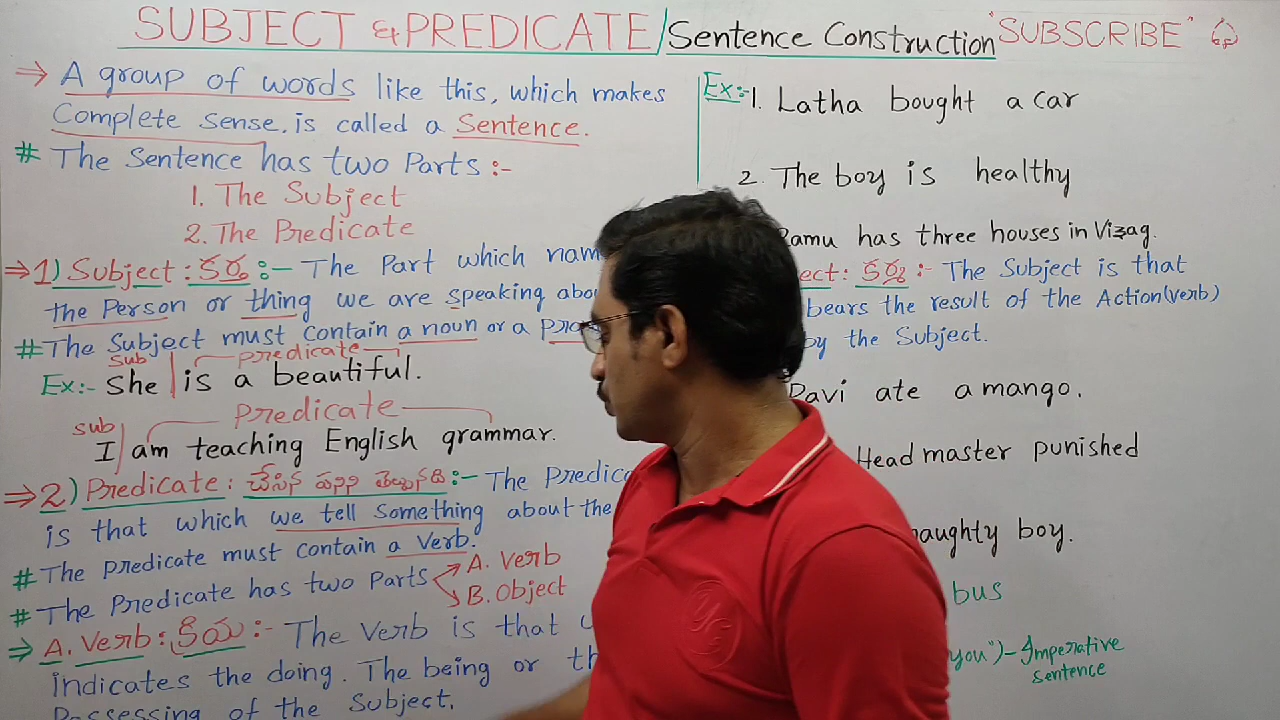 SUBJECT & PREDICATE/Sentence Construction "SUBSCRIBE"
⇒ A group of words like this, which makes
Complete Sense, is called a Sentence.
# The Sentence has two Parts :-
1. The Subject
2. The Predicate
⇒ 1) Subject : కర్త :- The Part which
the Person or thing we are speaking
# The Subject must contain a noun or a
sub predicate
Ex:- She is a beautiful.
sub predicate
I am teaching English grammar.
⇒ 2) Predicate : :- The
is that which we tell something about the
# The predicate must contain a verb.
# The Predicate has two Parts A. Verb
B. Object
⇒ A. Verb : క్రియ :- The Verb is that
indicates the doing. The being or
Possessing of the Subject.
Ex:- 1. Latha bought a car
2. The boy is healthy
Ramu has three houses in Vizag.
కర్మ :- The Subject is that
bears the result of the Action(verb)
by the Subject.
Ravi ate a mango.
Head master punished
naughty boy.
bus
you") - Imperative
sentence